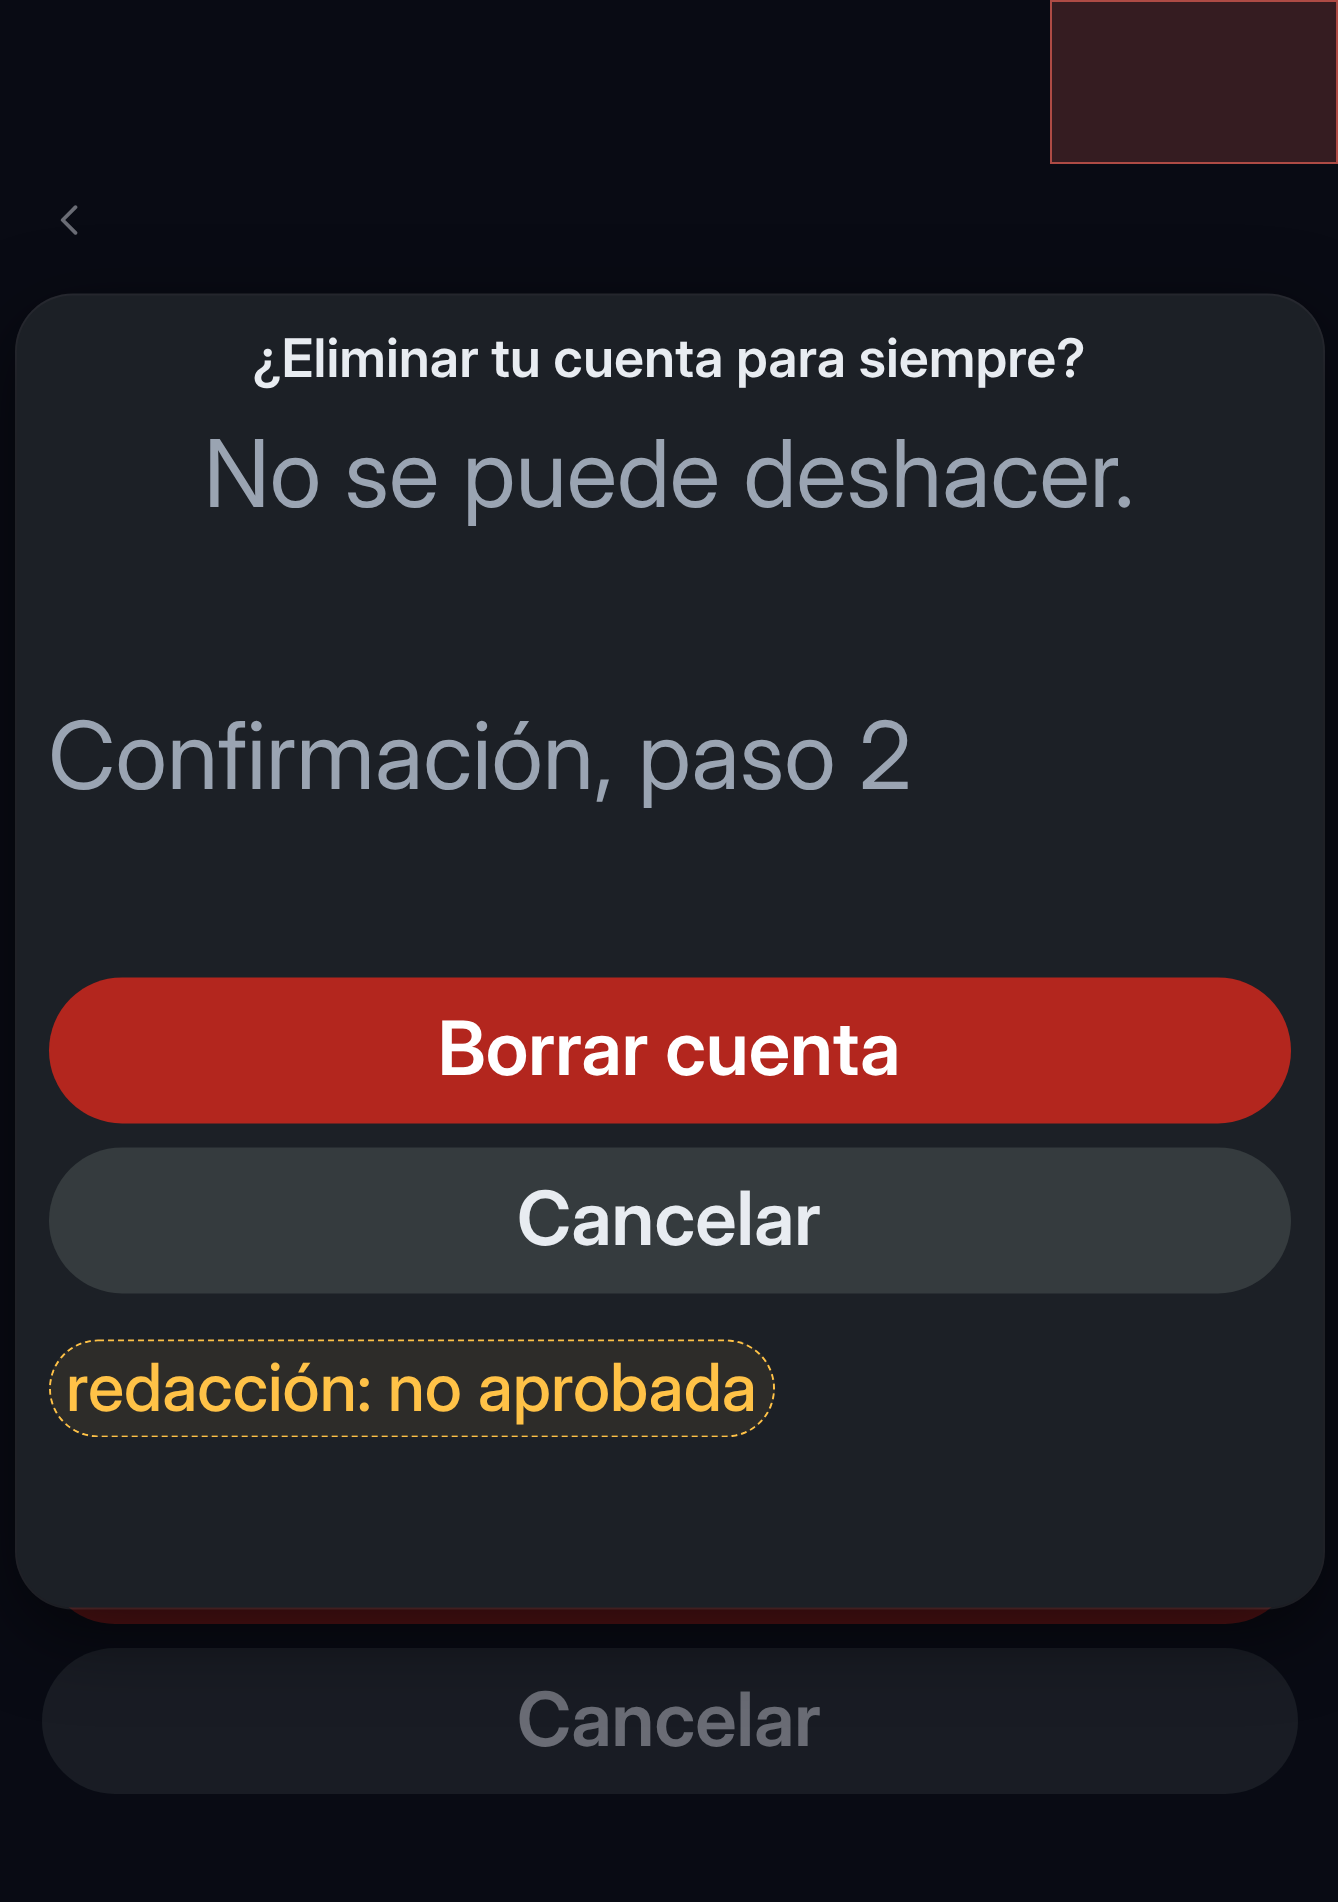 ¿Eliminar tu cuenta para siempre?
No se puede deshacer.
Confirmación, paso 2
Borrar cuenta
Cancelar
redacción: no aprobada
Cancelar